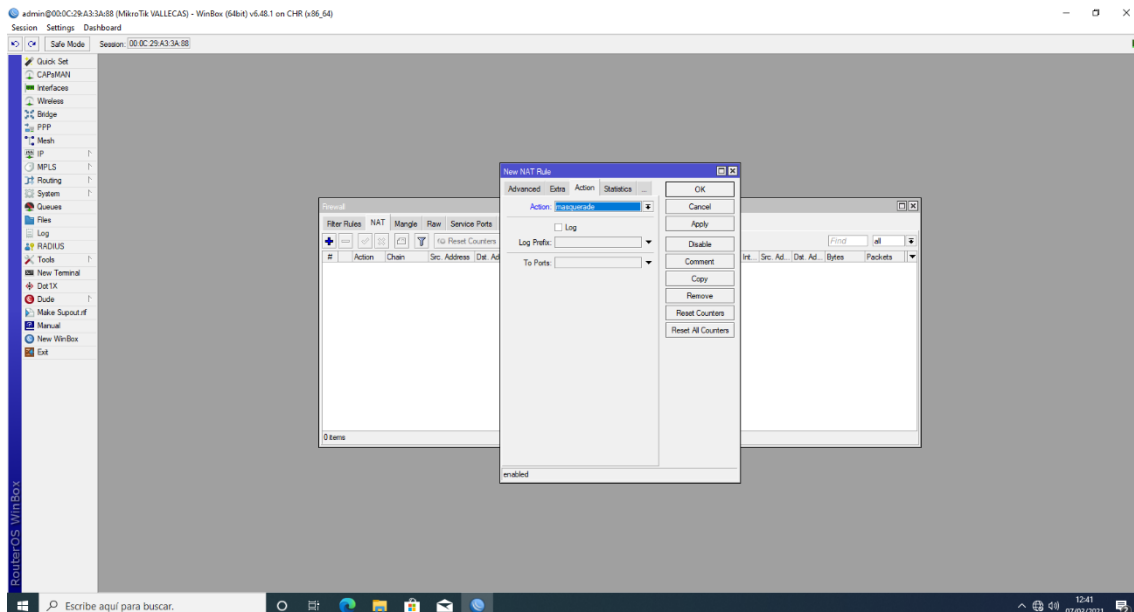 admin@00:0C:29:A3:3A:88 (MikroTik VALLECAS) - WinBox (64bit) v6.48.1 on CHR (x86_64)
Session Settings Dashboard
Safe Mode Session: 00:0C:29:A3:3A:88
Quick Set
CAPsMAN
Interfaces
Wireless
Bridge
PPP
Mesh
IP
MPLS
Routing
System
Queues
Files
Log
RADIUS
Tools
New Terminal
Dot1X
Dude
Make Supout.rif
Manual
New WinBox
Exit
RouterOS WinBox
Firewall
Filter Rules NAT Mangle Raw Service Ports
Reset Counters
Find all
# Action Chain Src. Address Dst. Ad
Int... Src. Ad... Dst. Ad... Bytes Packets
0 items
New NAT Rule
Advanced Extra Action Statistics ...
Action: masquerade
Log
Log Prefix:
To Ports:
OK
Cancel
Apply
Disable
Comment
Copy
Remove
Reset Counters
Reset All Counters
enabled
Escribe aquí para buscar.
12:41
07/03/2021